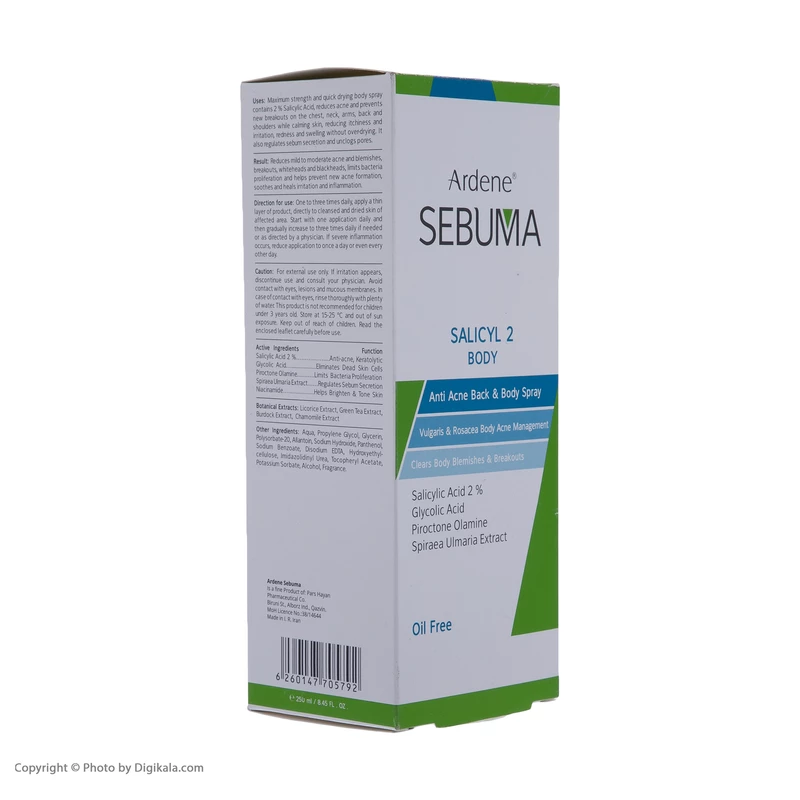 Uses: Maximum strength and quick drying body spray
contains 2 % Salicylic Acid, reduces acne and prevents
new breakouts on the chest, neck, arms, back and
shoulders while calming skin, reducing itchiness and
irritation, redness and swelling without overdrying. It
also regulates sebum secretion and unclogs pores.
Result: Reduces mild to moderate acne and blemishes,
breakouts, whiteheads and blackheads, limits bacteria
proliferation and helps prevent new acne formation,
soothes and heals irritation and inflammation.
Direction for use: One to three times daily, apply a thin
layer of product, directly to cleansed and dried skin of
affected area. Start with one application daily and
then gradually increase to three times daily if needed
or as directed by a physician. If severe inflammation
occurs, reduce application to once a day or even every
other day.
Caution: For external use only. If irritation appears,
discontinue use and consult your physician. Avoid
contact with eyes, lesions and mucous membranes. In
case of contact with eyes, rinse thoroughly with plenty
of water. This product is not recommended for children
under 3 years old. Store at 15-25 °C and out of sun
exposure. Keep out of reach of children. Read the
enclosed leaflet carefully before use.
Active Ingredients Function
Salicylic Acid 2 %............Anti-acne, Keratolytic
Glycolic Acid............Eliminates Dead Skin Cells
Piroctone Olamine......Limits Bacteria Proliferation
Spiraea Ulmaria Extract....Regulates Sebum Secretion
Niacinamide............Helps Brighten & Tone Skin
Botanical Extracts: Licorice Extract, Green Tea Extract,
Burdock Extract, Chamomile Extract
Other Ingredients: Aqua, Propylene Glycol, Glycerin,
Polysorbate-20, Allantoin, Sodium Hydroxide, Panthenol,
Sodium Benzoate, Disodium EDTA, Hydroxyethyl-
cellulose, Imidazolidinyl Urea, Tocopheryl Acetate,
Potassium Sorbate, Alcohol, Fragrance.
Ardene Sebuma
Is a fine Product of Pars Hayan
Pharmaceutical Co.
Biruni St., Alborz Ind., Qazvin.
MoH Licence No.:38/14644
Made in I. R. Iran
6 260147 705792
e 250 ml / 8.45 FL. OZ.
Ardene®
SEBUMA
SALICYL 2
BODY
Anti Acne Back & Body Spray
Vulgaris & Rosacea Body Acne Management
Clears Body Blemishes & Breakouts
Salicylic Acid 2 %
Glycolic Acid
Piroctone Olamine
Spiraea Ulmaria Extract
Oil Free
Copyright © Photo by Digikala.com